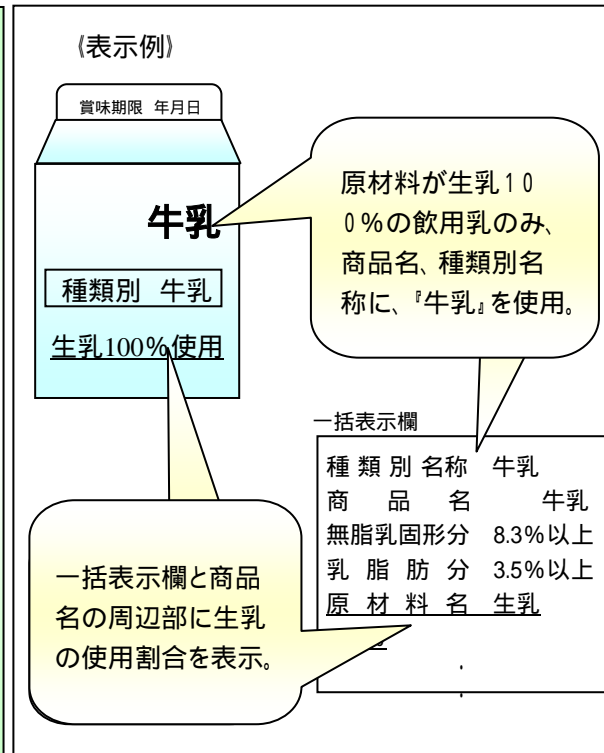 《表示例》
賞味期限 年月日
牛乳
種類別 牛乳
生乳100%使用
原材料が生乳10
0%の飲用乳のみ、
商品名、種類別名
称に、『牛乳』を使用。
一括表示欄
種類別名称 牛乳
商品名 牛乳
無脂乳固形分 8.3%以上
乳脂肪分 3.5%以上
原材料名 生乳
一括表示欄と商品
名の周辺部に生乳
の使用割合を表示。